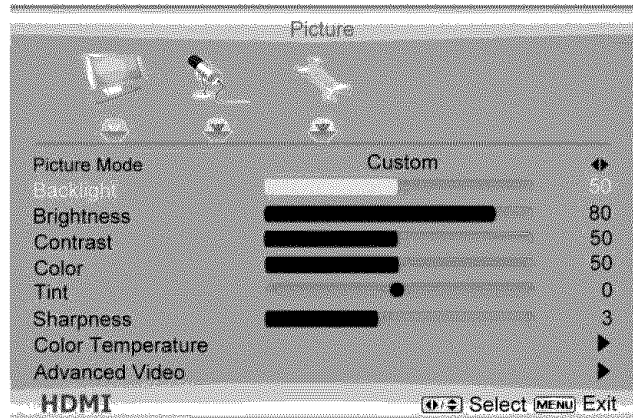 Picture
Picture Mode Custom
Backlight 50
Brightness 80
Contrast 50
Color 50
Tint 0
Sharpness 3
Color Temperature
Advanced Video
HDMI Select MENU Exit